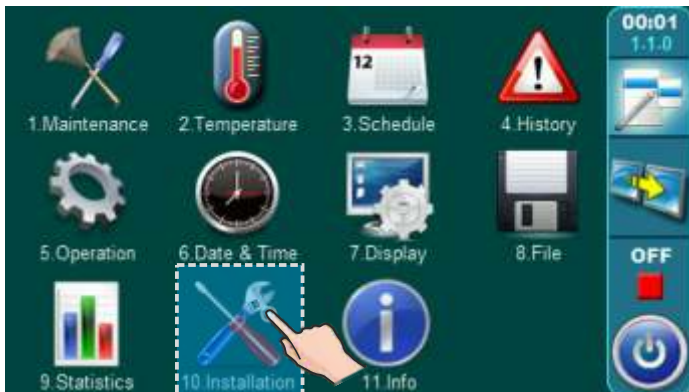 00:01
1-1-0
12
1.Maintenance
2.Temperature
3.Schedule
4.History
5.Operation
6.Date & Time
7.Display
8.File
OFF
9.Statistics
10.Installation
11.Info